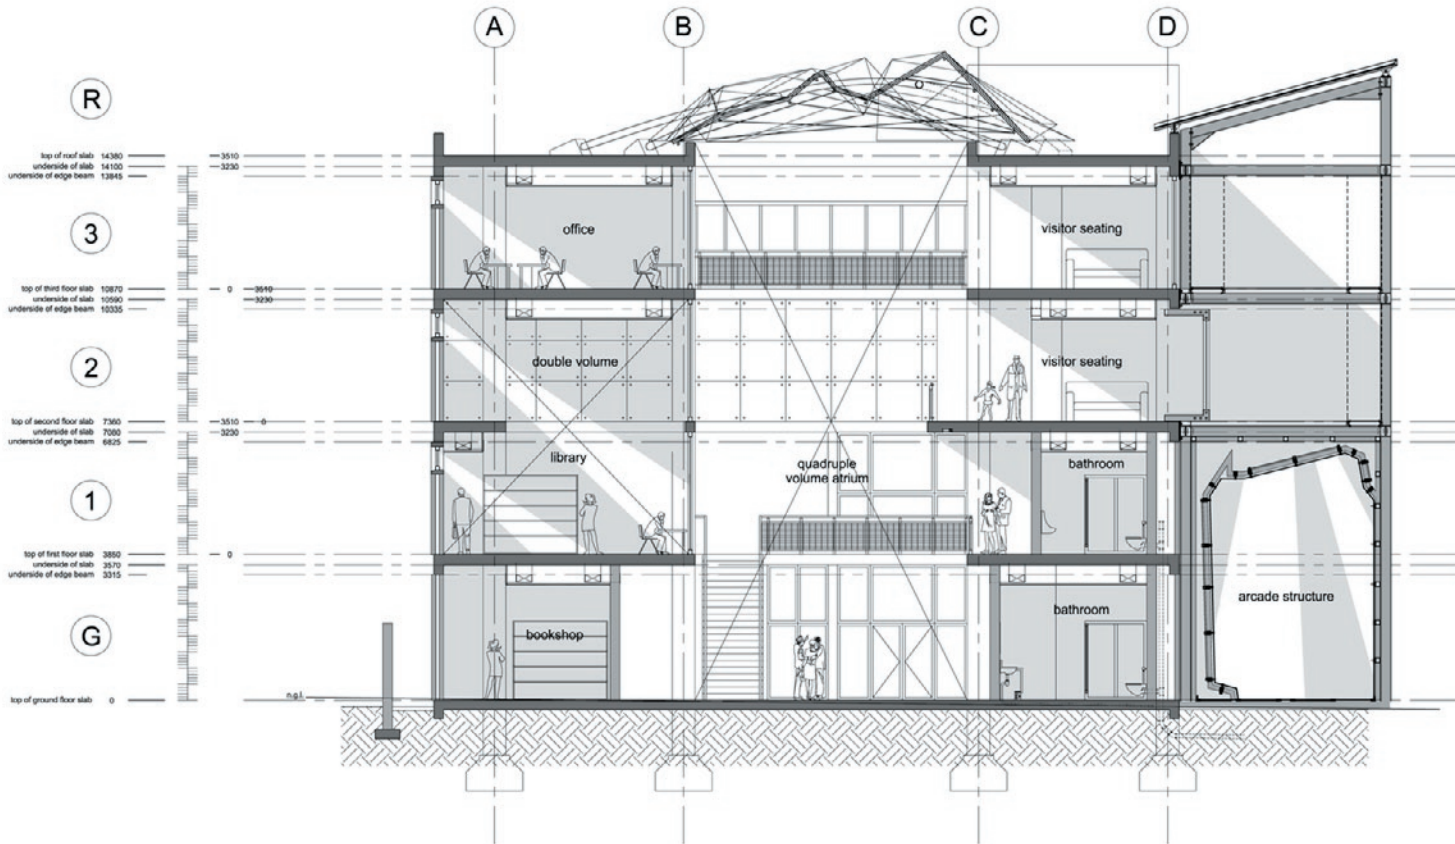 A B C D
R
top of roof slab 14380 3510
underside of slab 14100 3230
underside of edge beam 13845
3
office
visitor seating
top of third floor slab 10870 0 3510
underside of slab 10590 3230
underside of edge beam 10335
2
double volume
visitor seating
top of second floor slab 7360 3510 0
underside of slab 7080 3230
underside of edge beam 6825
1
library
quadruple
volume atrium
bathroom
top of first floor slab 3850 0
underside of slab 3570
underside of edge beam 3315
arcade structure
G
bookshop
bathroom
top of ground floor slab 0
n.g.l.